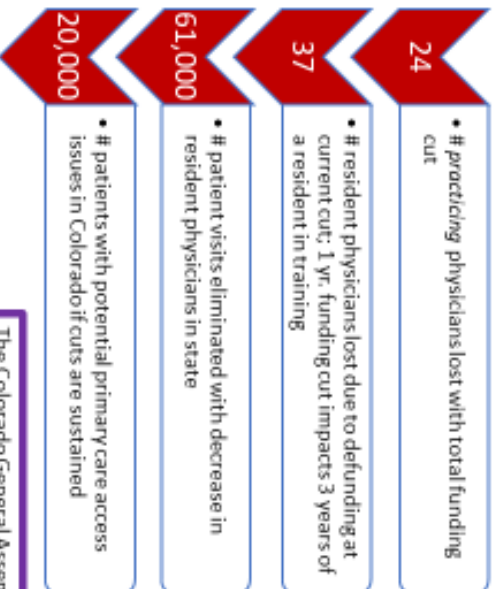 24
• # practicing physicians lost with total funding
cut
37
• # resident physicians lost due to defunding at
current cut; 1 yr. funding cut impacts 3 years of
a resident in training
61,000
• # patient visits eliminated with decrease in
resident physicians in state
20,000
• # patients with potential primary care access
issues in Colorado if cuts are sustained
The Colorado General